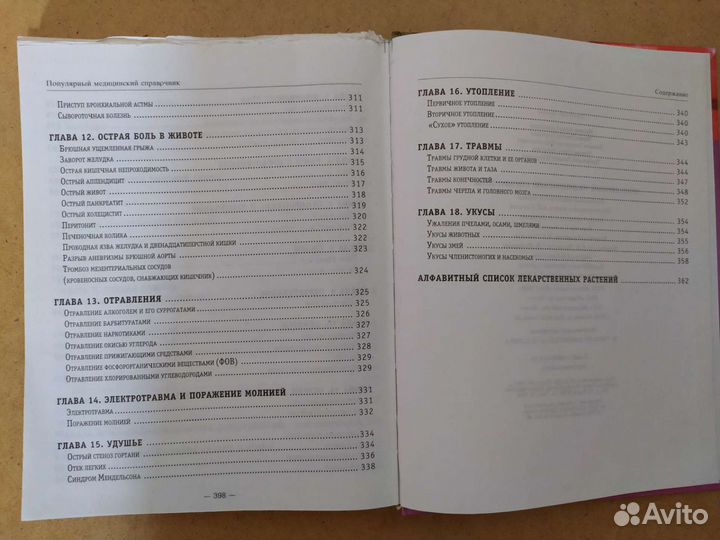 Популярный медицинский справочник
Приступ бронхиальной астмы 311
Сывороточная болезнь 311
ГЛАВА 12. ОСТРАЯ БОЛЬ В ЖИВОТЕ 313
Брюшная ущемленная грыжа 313
Заворот желудка 314
Острая кишечная непроходимость 316
Острый аппендицит 316
Острый живот 317
Острый панкреатит 318
Острый холецистит 319
Перитонит 320
Печеночная колика 322
Прободная язва желудка и двенадцатиперстной кишки 322
Разрыв аневризмы брюшной аорты 323
Тромбоз мезентериальных сосудов
(кровеносных сосудов, снабжающих кишечник) 324
ГЛАВА 13. ОТРАВЛЕНИЯ 325
Отравление алкоголем и его суррогатами 325
Отравление барбитуратами 326
Отравление наркотиками 327
Отравление окисью углерода 327
Отравление прижигающими средствами 328
Отравление фосфорорганическими веществами (ФОВ) 329
Отравление хлорированными углеводородами 329
ГЛАВА 14. ЭЛЕКТРОТРАВМА И ПОРАЖЕНИЕ МОЛНИЕЙ 331
Электротравма 331
Поражение молнией 332
ГЛАВА 15. УДУШЬЕ 334
Острый стеноз гортани 334
Отек легких 336
Синдром Мендельсона 338
— 398 —
Содержание
ГЛАВА 16. УТОПЛЕНИЕ 340
Первичное утопление 340
Вторичное утопление 340
«Сухое» утопление 343
ГЛАВА 17. ТРАВМЫ 344
Травмы грудной клетки и ее органов 344
Травмы живота и таза 347
Травмы конечностей 348
Травмы черепа и головного мозга 352
ГЛАВА 18. УКУСЫ 354
Ужаления пчелами, осами, шмелями 354
Укусы животных 355
Укусы змей 356
Укусы членистоногих и насекомых 358
АЛФАВИТНЫЙ СПИСОК ЛЕКАРСТВЕННЫХ РАСТЕНИЙ 362
Avito